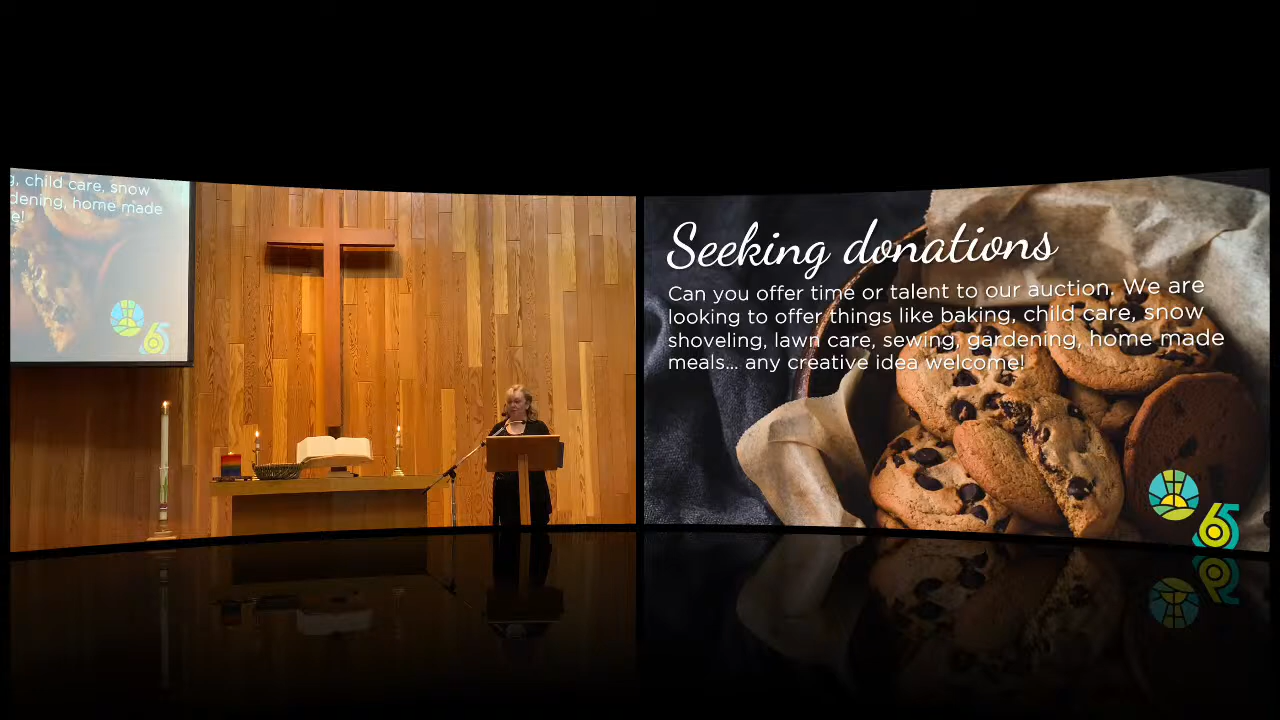 g, child care, snow
dening, home made
e!
Seeking donations
Can you offer time or talent to our auction. We are
looking to offer things like baking, child care, snow
shoveling, lawn care, sewing, gardening, home made
meals... any creative idea welcome!
65
65